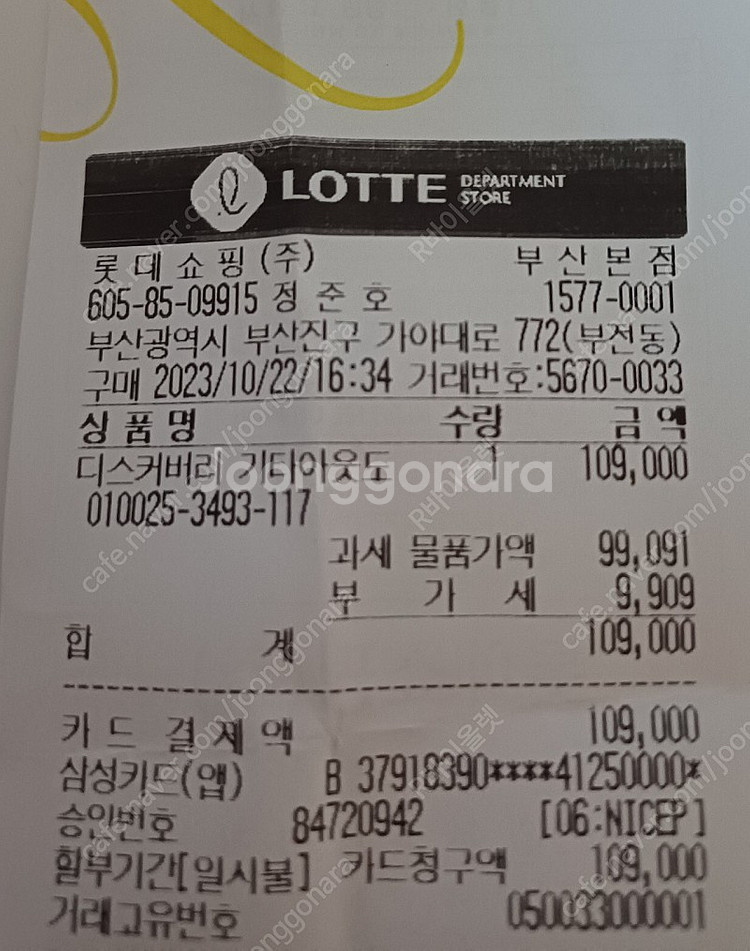 LOTTE DEPARTMENT STORE
롯데쇼핑(주) 부산본점
605-85-09915 정준호 1577-0001
부산광역시 부산진구 가야대로 772(부전동)
구매 2023/10/22/16:34 거래번호:5670-0033
상품명 수량 금액
디스커버리 기타아웃도 1 109,000
010025-3493-117
joonggonara
과세 물품가액 99,091
부가세 9,909
합계 109,000
카드결제액 109,000
삼성카드(앱) B 37918390****41250000*
승인번호 84720942 [06:NICEP]
할부기간[일시불] 카드청구액 109,000
거래고유번호 050033000001